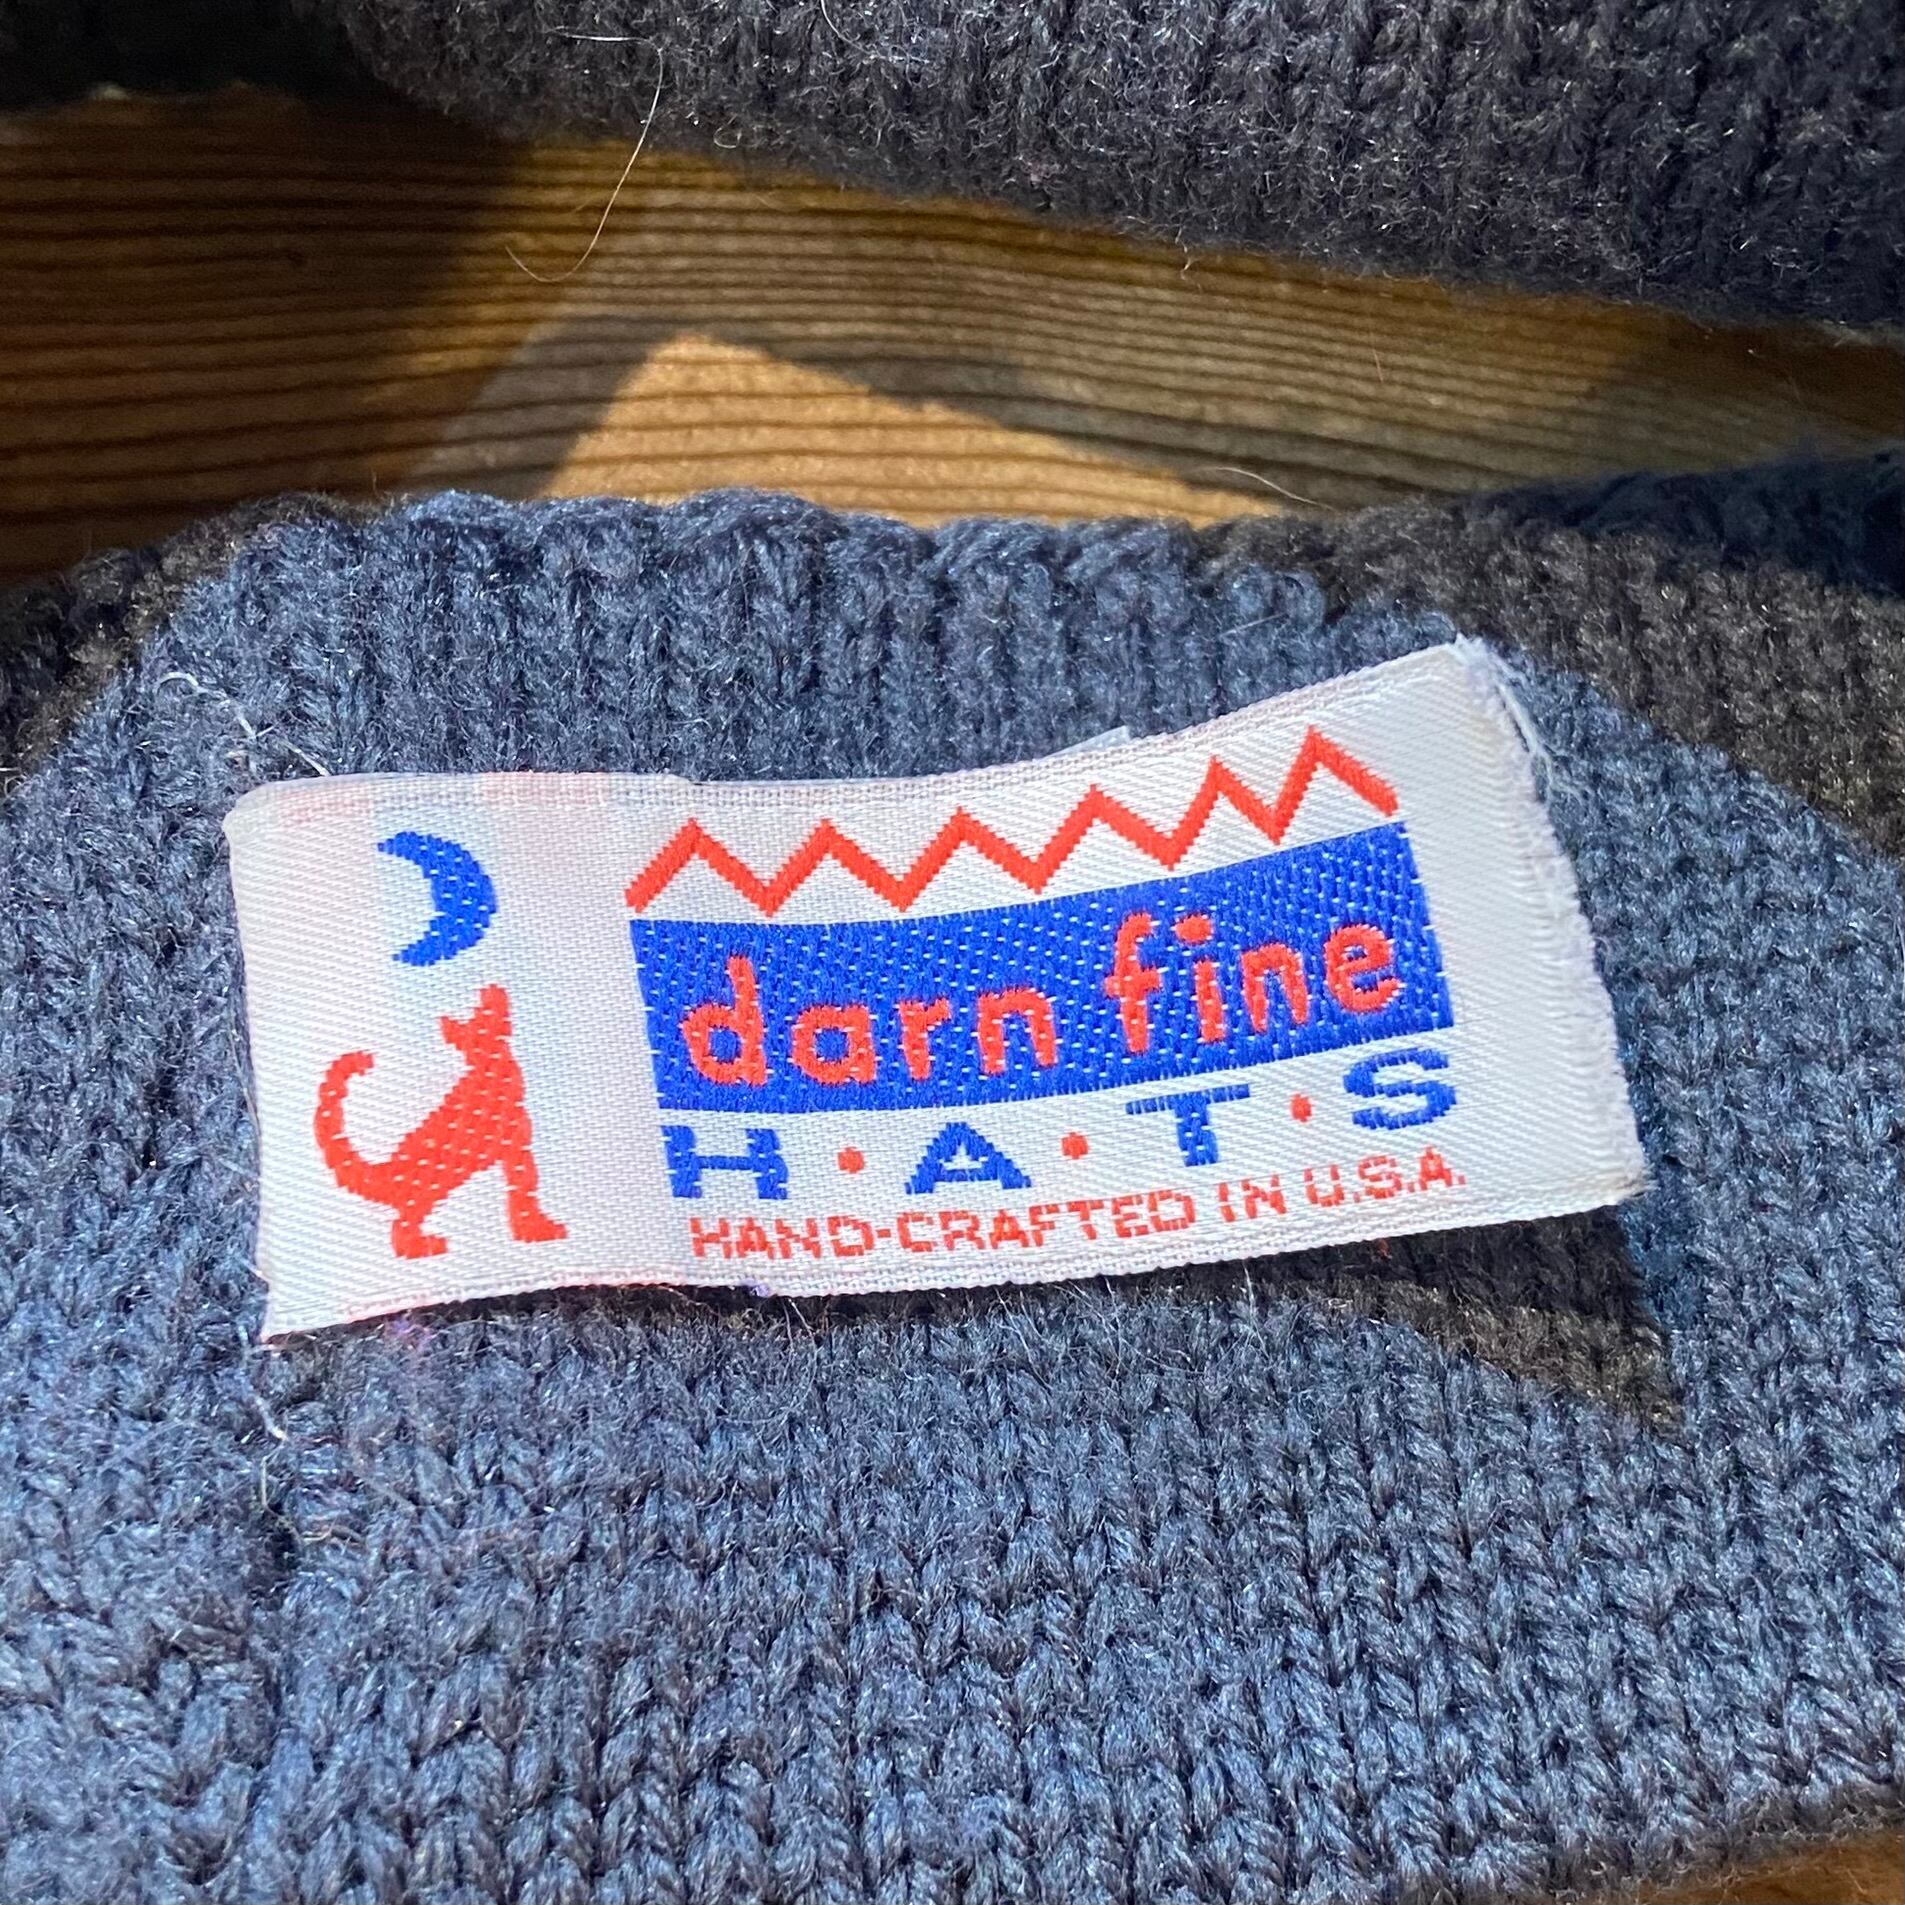 darn fine
H·A·T·S
HAND-CRAFTED IN U.S.A.